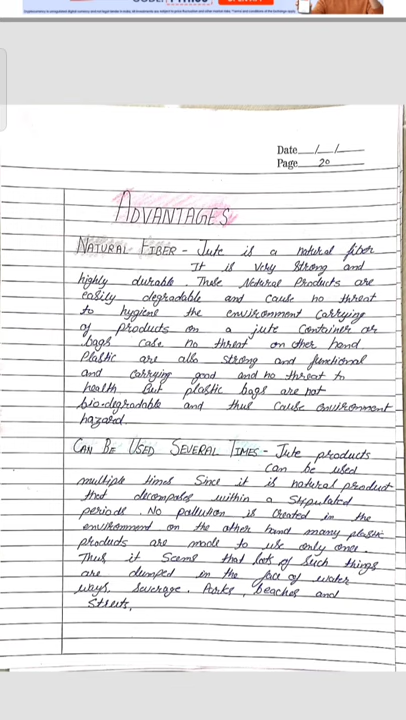 Date / /
Page 20
ADVANTAGES
NATURAL FIBER - Jute is a natural fiber
It is very strong and
highly durable. These Natural Products are
easily degradable and cause no threat
to hygiene the environment carrying
of products on a jute container or
bags case no threat on other hand
Plastic are also strong and functional
and carrying good and no threat to
health But plastic bags are not
bio-degradable and thus cause environment
hazard.
CAN BE USED SEVERAL TIMES - Jute products
can be used
multiple times Since it is natural product
that decomposes within a stipulated
periode. No pollution is created in the
environment on the other hand many plastic
products are made to use only ones.
Thus it seems that lots of such things
are dumped in the face of water
ways, Sewerage, Parks, beaches and
streets.